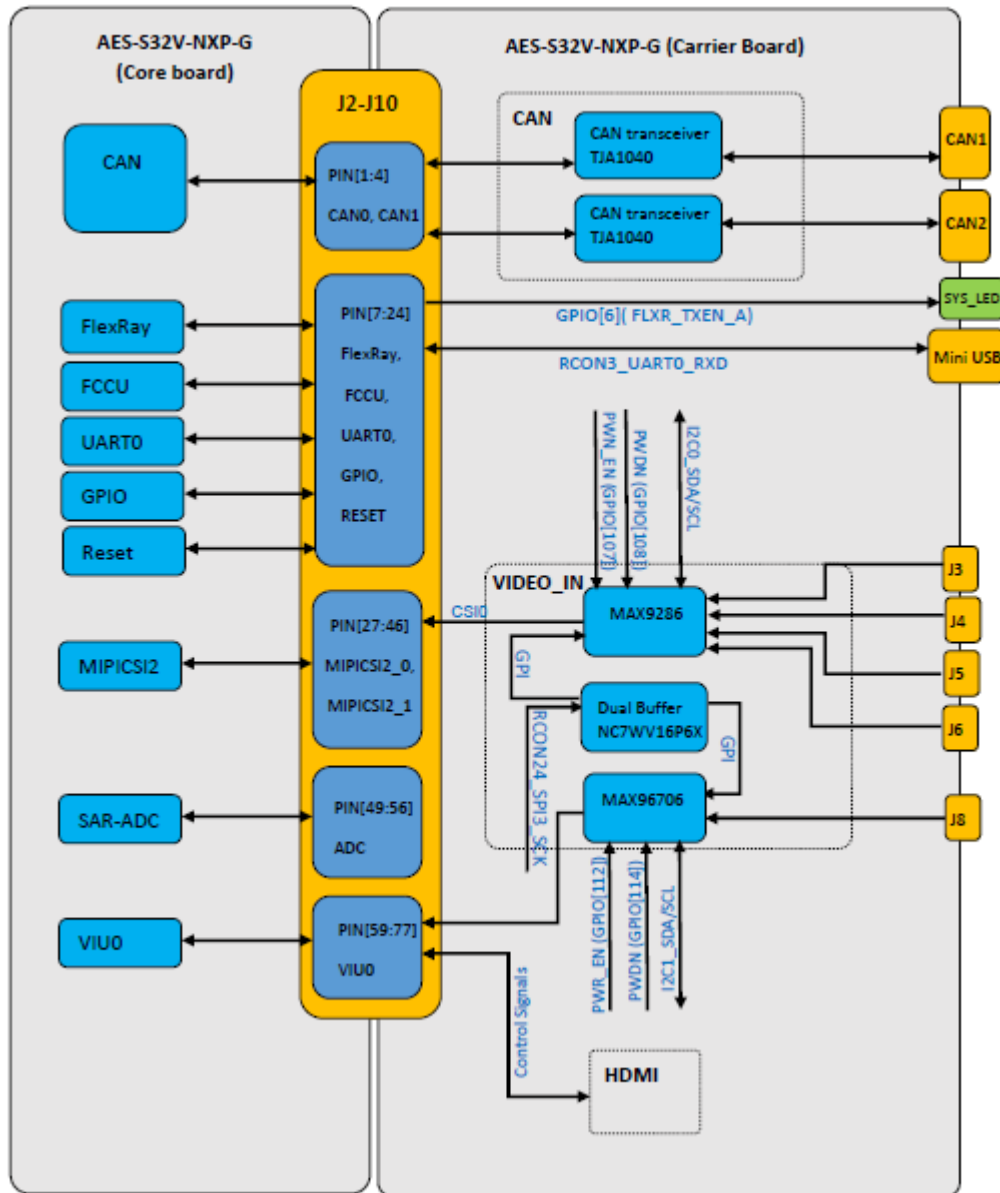 AES-S32V-NXP-G
(Core board)
AES-S32V-NXP-G (Carrier Board)
J2-J10
CAN
PIN[1:4]
CAN0, CAN1
CAN
CAN transceiver
TJA1040
CAN transceiver
TJA1040
CAN1
CAN2
SYS_LED
Mini USB
GPIO[6]( FLXR_TXEN_A)
RCON3_UART0_RXD
FlexRay
FCCU
UART0
GPIO
Reset
PIN[7:24]
FlexRay,
FCCU,
UART0,
GPIO,
RESET
PWN_EN (GPIO[107])
PWDN (GPIO[108])
I2C0_SDA/SCL
VIDEO_IN
MAX9286
CSI0
GPI
Dual Buffer
NC7WV16P6X
GPI
RCON24_SPI3_SCK
MAX96706
J3
J4
J5
J6
J8
MIPICSI2
PIN[27:46]
MIPICSI2_0,
MIPICSI2_1
SAR-ADC
PIN[49:56]
ADC
VIU0
PIN[59:77]
VIU0
PWR_EN (GPIO[112])
PWDN (GPIO[114])
I2C1_SDA/SCL
Control Signals
HDMI